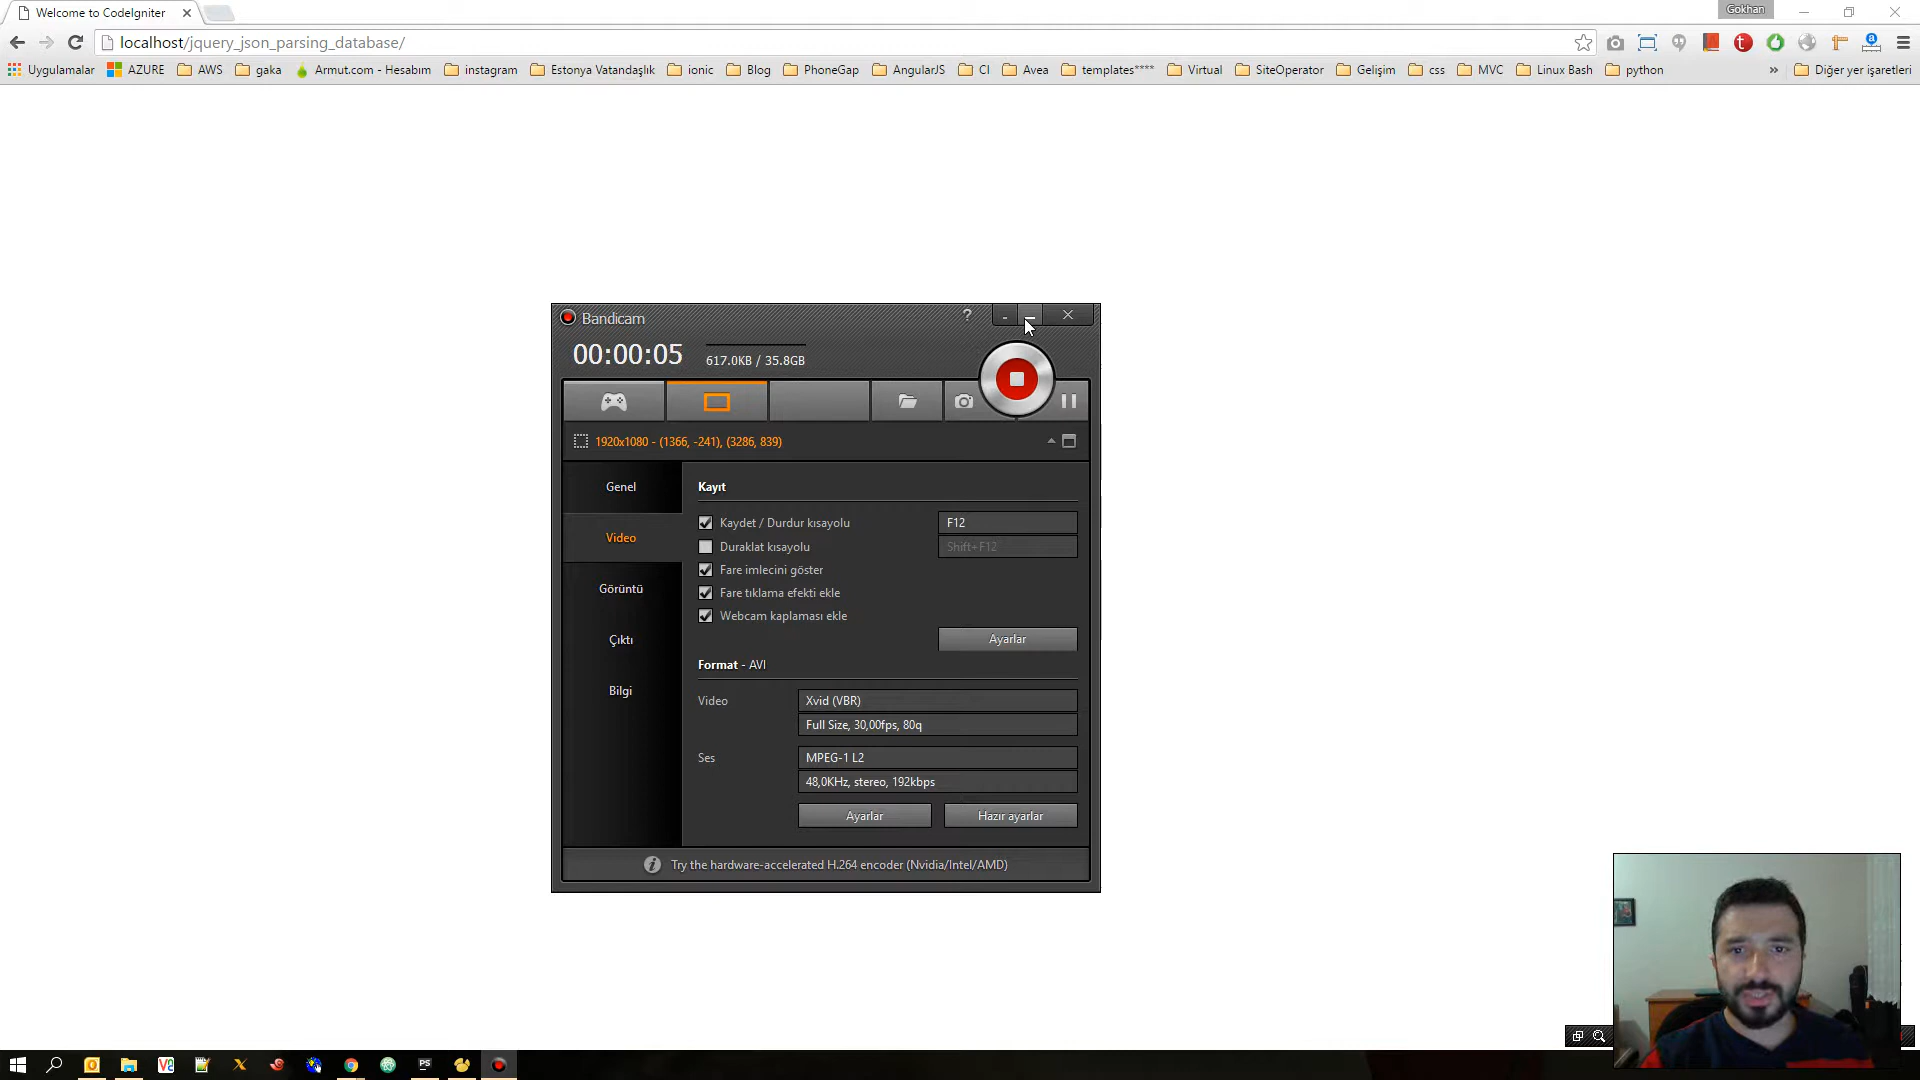 Welcome to CodeIgniter
Gökhan
localhost/jquery_json_parsing_database/
Uygulamalar AZURE AWS gaka Armut.com - Hesabım instagram Estonya Vatandaşlık ionic Blog PhoneGap AngularJS CI Avea templates**** Virtual SiteOperator Gelişim css MVC Linux Bash python » Diğer yer işaretleri
Bandicam
00:00:05 617.0KB / 35.8GB
1920x1080 - (1366, -241), (3286, 839)
Genel
Video
Görüntü
Çıktı
Bilgi
Kayıt
Kaydet / Durdur kısayolu F12
Duraklat kısayolu Shift+F12
Fare imlecini göster
Fare tıklama efekti ekle
Webcam kaplaması ekle
Ayarlar
Format - AVI
Video Xvid (VBR)
Full Size, 30,00fps, 80q
Ses MPEG-1 L2
48,0KHz, stereo, 192kbps
Ayarlar Hazır ayarlar
Try the hardware-accelerated H.264 encoder (Nvidia/Intel/AMD)